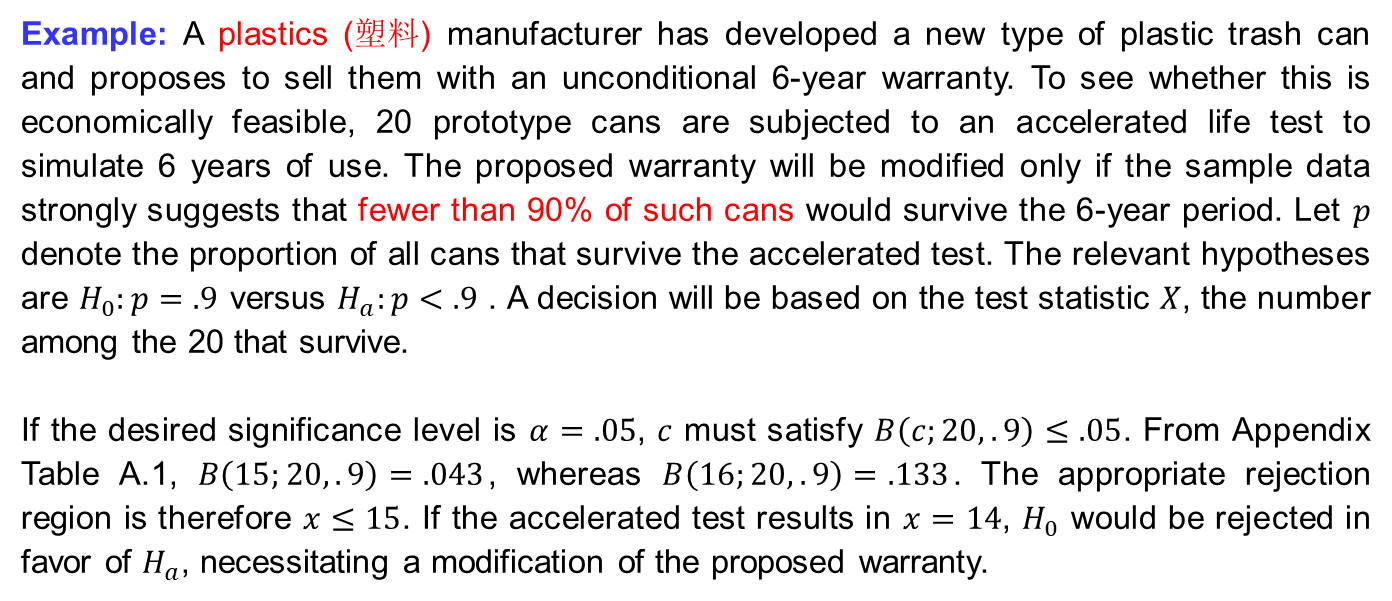 Example: A plastics (塑料) manufacturer has developed a new type of plastic trash can
and proposes to sell them with an unconditional 6-year warranty. To see whether this is
economically feasible, 20 prototype cans are subjected to an accelerated life test to
simulate 6 years of use. The proposed warranty will be modified only if the sample data
strongly suggests that fewer than 90% of such cans would survive the 6-year period. Let p
denote the proportion of all cans that survive the accelerated test. The relevant hypotheses
are H₀: p = .9 versus Hₐ: p < .9 . A decision will be based on the test statistic X, the number
among the 20 that survive.
If the desired significance level is α = .05, c must satisfy B(c; 20, .9) ≤ .05. From Appendix
Table A.1, B(15; 20, .9) = .043, whereas B(16; 20, .9) = .133. The appropriate rejection
region is therefore x ≤ 15. If the accelerated test results in x = 14, H₀ would be rejected in
favor of Hₐ, necessitating a modification of the proposed warranty.